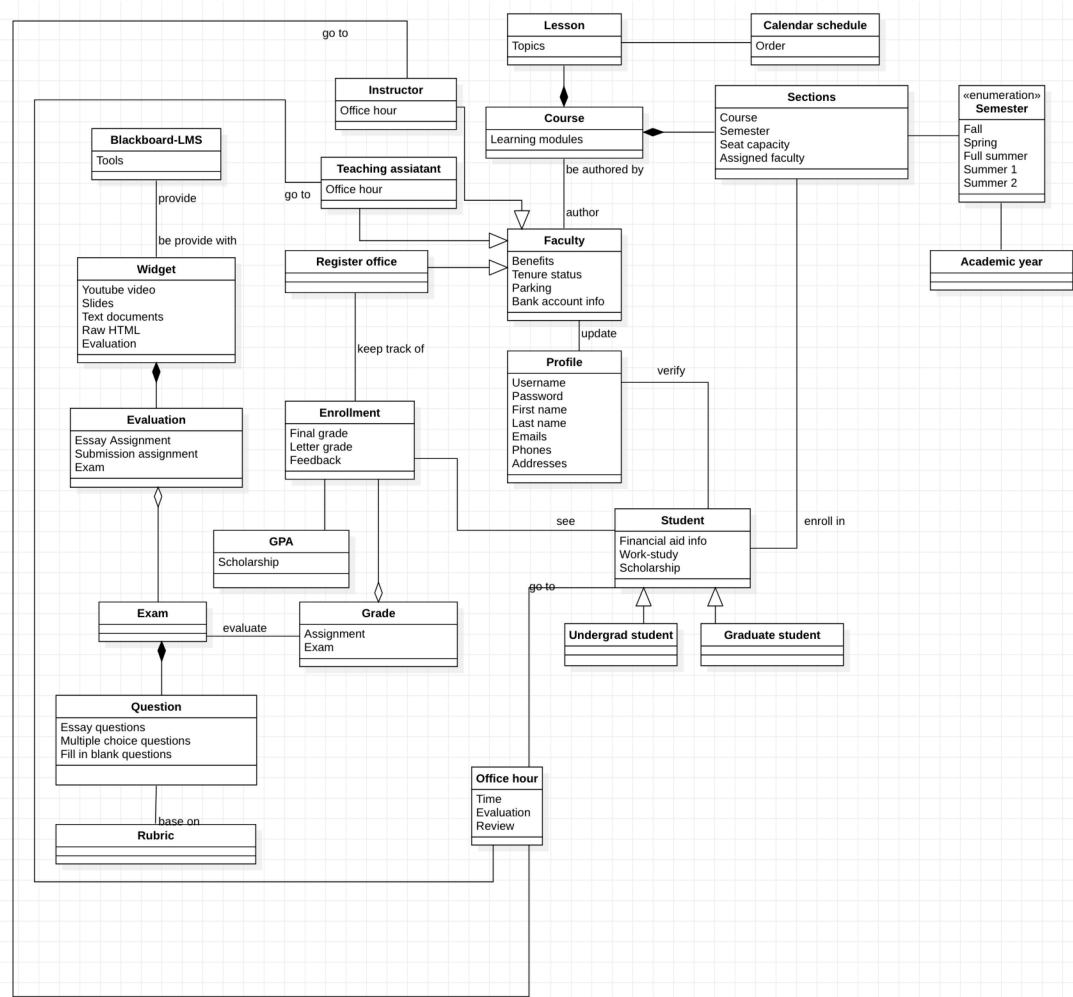 go to
Lesson
Topics
Calendar schedule
Order
Instructor
Office hour
Course
Learning modules
Sections
Course
Semester
Seat capacity
Assigned faculty
«enumeration»
Semester
Fall
Spring
Full summer
Summer 1
Summer 2
Blackboard-LMS
Tools
Teaching assiatant
Office hour
go to
be authored by
author
provide
be provide with
Faculty
Benefits
Tenure status
Parking
Bank account info
Register office
Academic year
Widget
Youtube video
Slides
Text documents
Raw HTML
Evaluation
update
keep track of
Profile
Username
Password
First name
Last name
Emails
Phones
Addresses
verify
Evaluation
Essay Assignment
Submission assignment
Exam
Enrollment
Final grade
Letter grade
Feedback
see
Student
Financial aid info
Work-study
Scholarship
enroll in
GPA
Scholarship
go to
Exam
evaluate
Grade
Assignment
Exam
Undergrad student
Graduate student
Question
Essay questions
Multiple choice questions
Fill in blank questions
base on
Rubric
Office hour
Time
Evaluation
Review